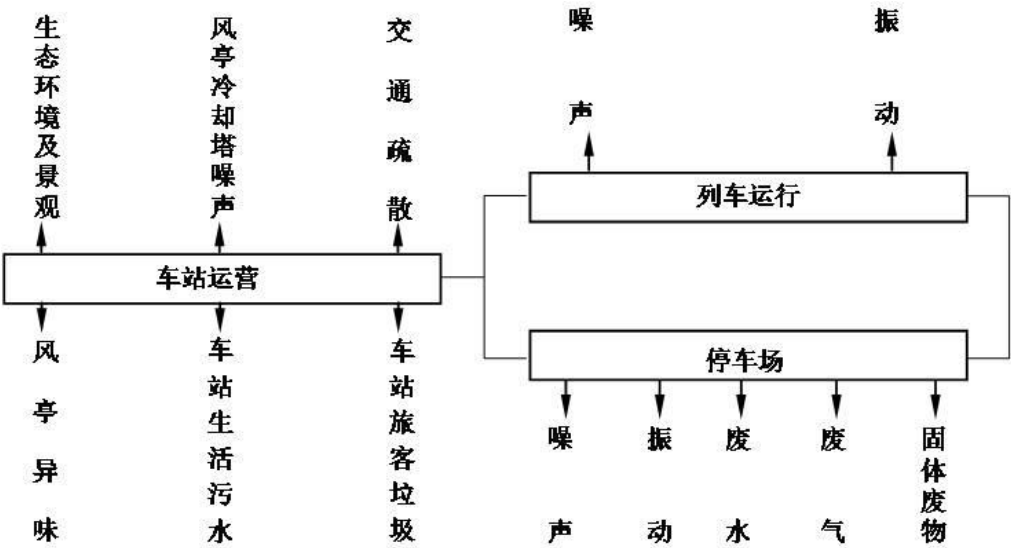 生态环境及景观
风亭冷却塔噪声
交通疏散
噪声
振动
列车运行
车站运营
风亭异味
车站生活污水
车站旅客垃圾
停车场
噪声
振动
废水
废气
固体废物